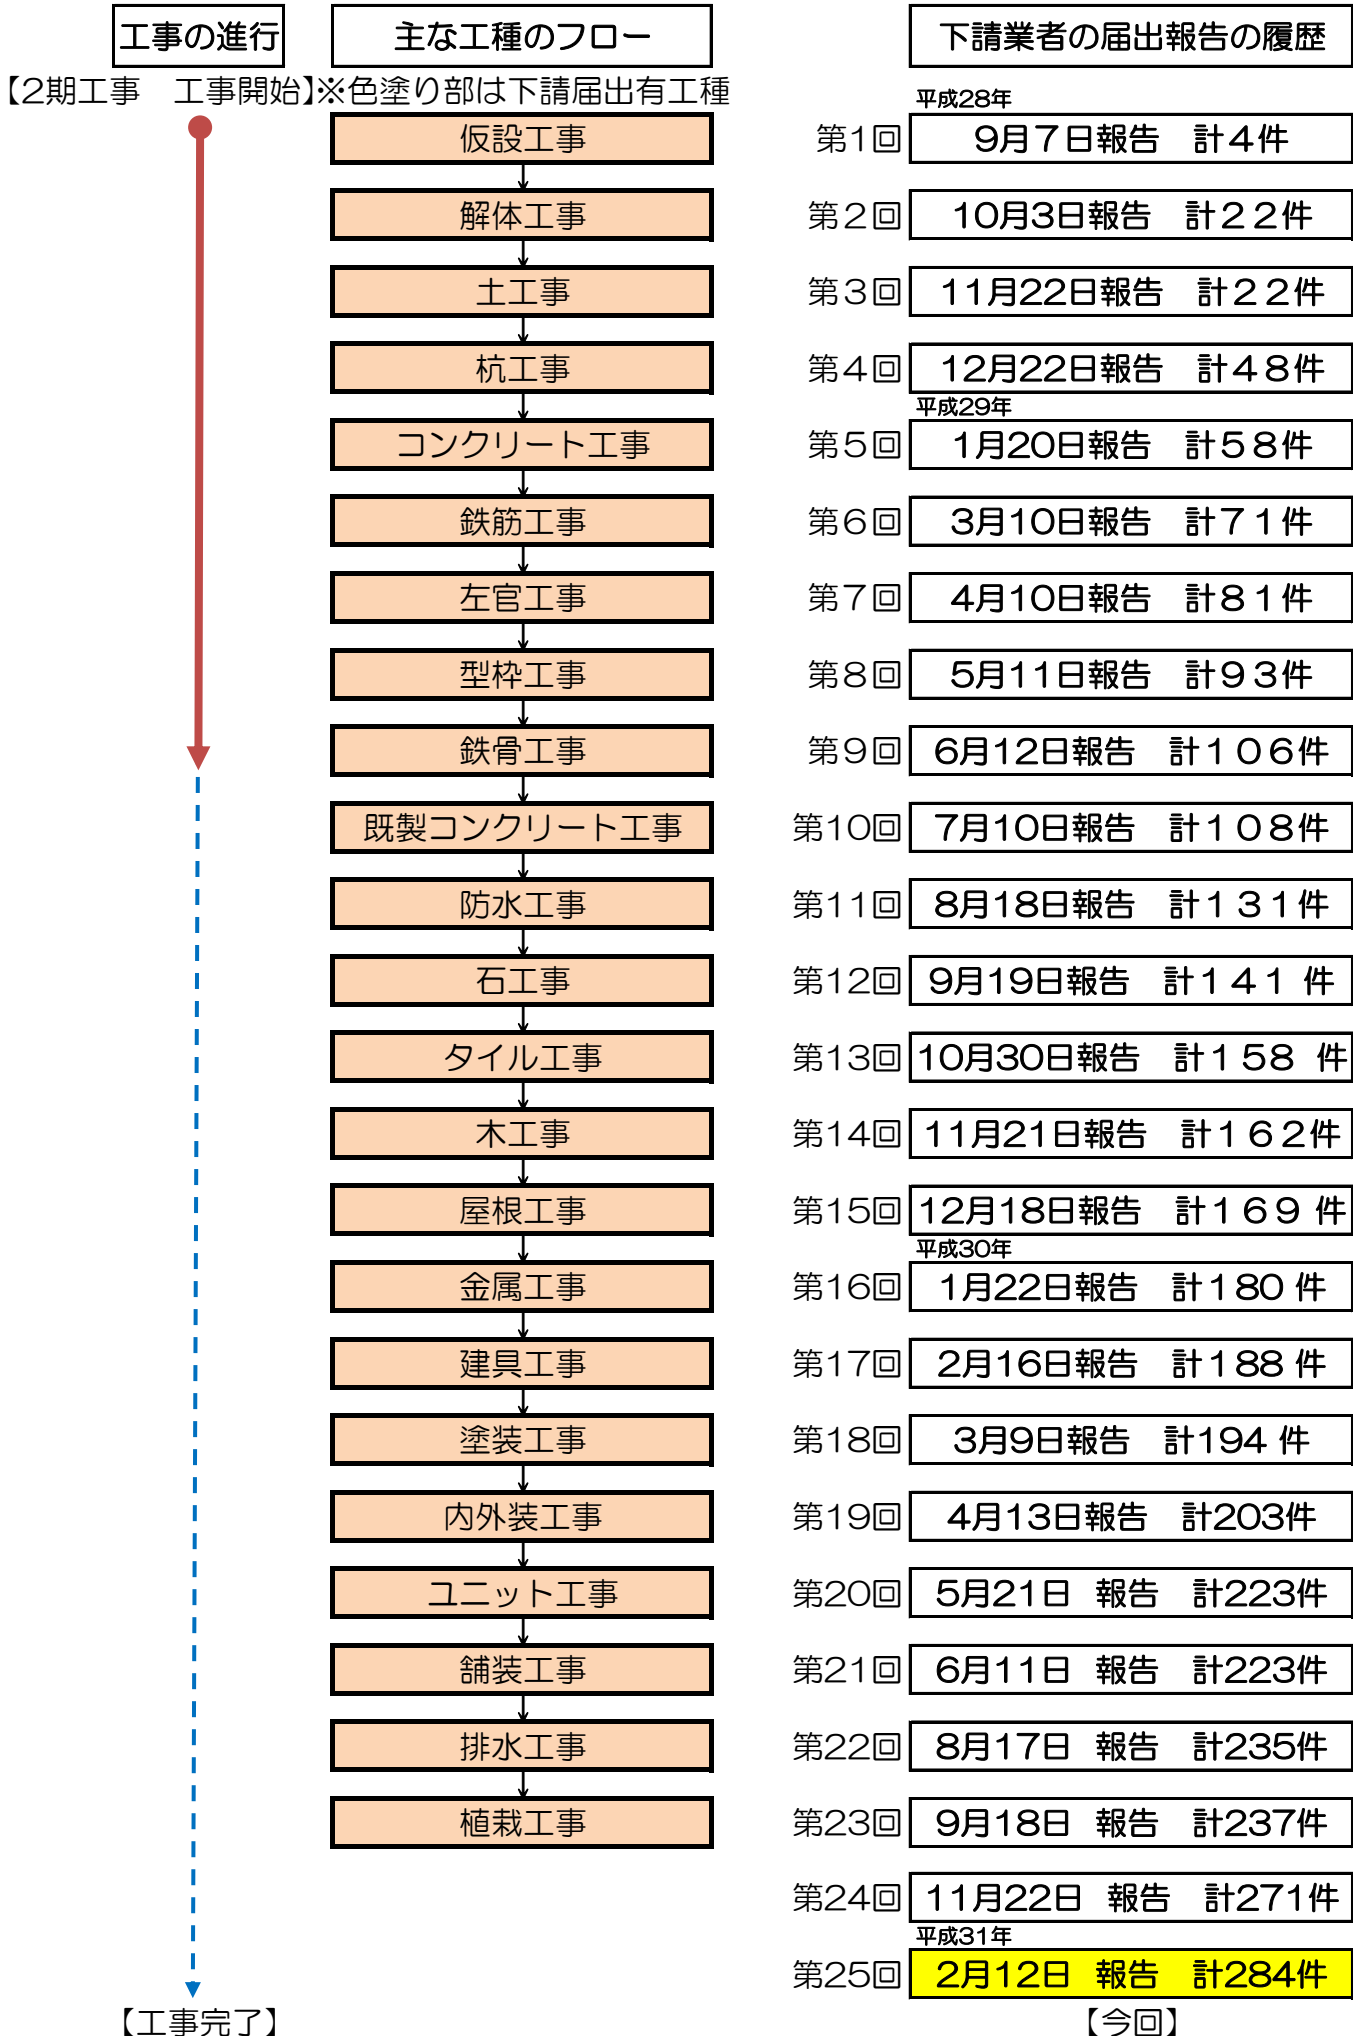 工事の進行　主な工種のフロー　下請業者の届出報告の履歴
【2期工事　工事開始】※色塗り部は下請届出有工種
平成28年
仮設工事　第1回　9月7日報告　計4件
解体工事　第2回　10月3日報告　計22件
土工事　第3回　11月22日報告　計22件
杭工事　第4回　12月22日報告　計48件
平成29年
コンクリート工事　第5回　1月20日報告　計58件
鉄筋工事　第6回　3月10日報告　計71件
左官工事　第7回　4月10日報告　計81件
型枠工事　第8回　5月11日報告　計93件
鉄骨工事　第9回　6月12日報告　計106件
既製コンクリート工事　第10回　7月10日報告　計108件
防水工事　第11回　8月18日報告　計131件
石工事　第12回　9月19日報告　計141 件
タイル工事　第13回　10月30日報告　計158 件
木工事　第14回　11月21日報告　計162件
屋根工事　第15回　12月18日報告　計169 件
平成30年
金属工事　第16回　1月22日報告　計180 件
建具工事　第17回　2月16日報告　計188 件
塗装工事　第18回　3月9日報告　計194 件
内外装工事　第19回　4月13日報告　計203件
ユニット工事　第20回　5月21日 報告　計223件
舗装工事　第21回　6月11日 報告　計223件
排水工事　第22回　8月17日 報告　計235件
植栽工事　第23回　9月18日 報告　計237件
第24回　11月22日 報告　計271件
平成31年
第25回　2月12日 報告　計284件
【工事完了】　【今回】